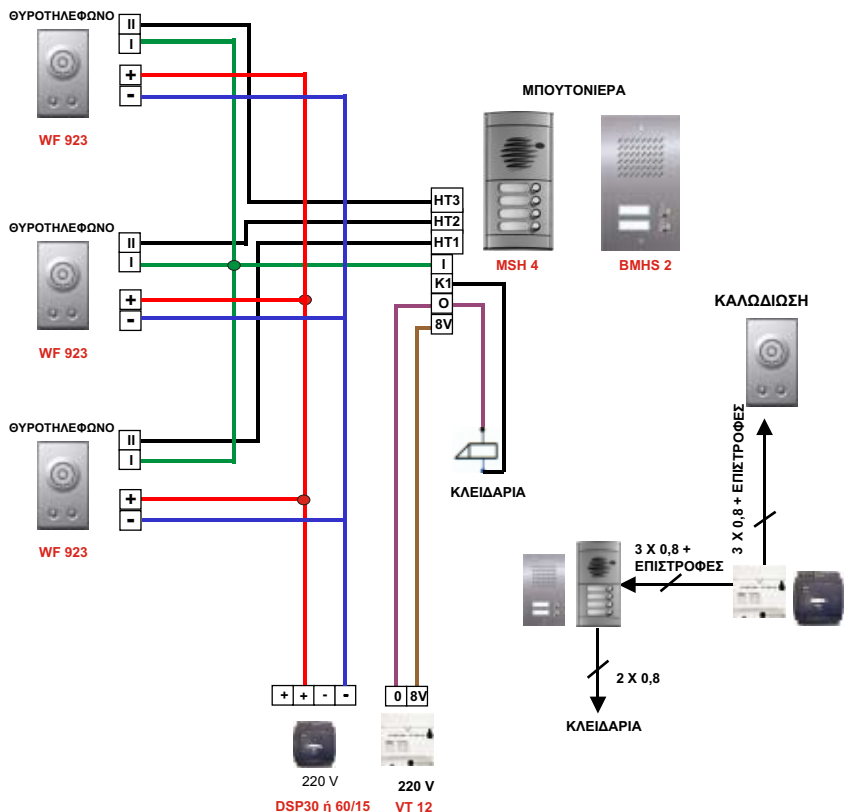 ΘΥΡΟΤΗΛΕΦΩΝΟ
II
I
+
-
WF 923
ΘΥΡΟΤΗΛΕΦΩΝΟ
II
I
+
-
WF 923
ΘΥΡΟΤΗΛΕΦΩΝΟ
II
I
+
-
WF 923
ΜΠΟΥΤΟΝΙΕΡΑ
MSH 4
BMHS 2
HT3
HT2
HT1
I
K1
O
8V
ΚΛΕΙΔΑΡΙΑ
+ + - -
220 V
DSP30 ή 60/15
0 8V
220 V
VT 12
ΚΑΛΩΔΙΩΣΗ
3 X 0,8 + ΕΠΙΣΤΡΟΦΕΣ
3 X 0,8 +
ΕΠΙΣΤΡΟΦΕΣ
2 X 0,8
ΚΛΕΙΔΑΡΙΑ